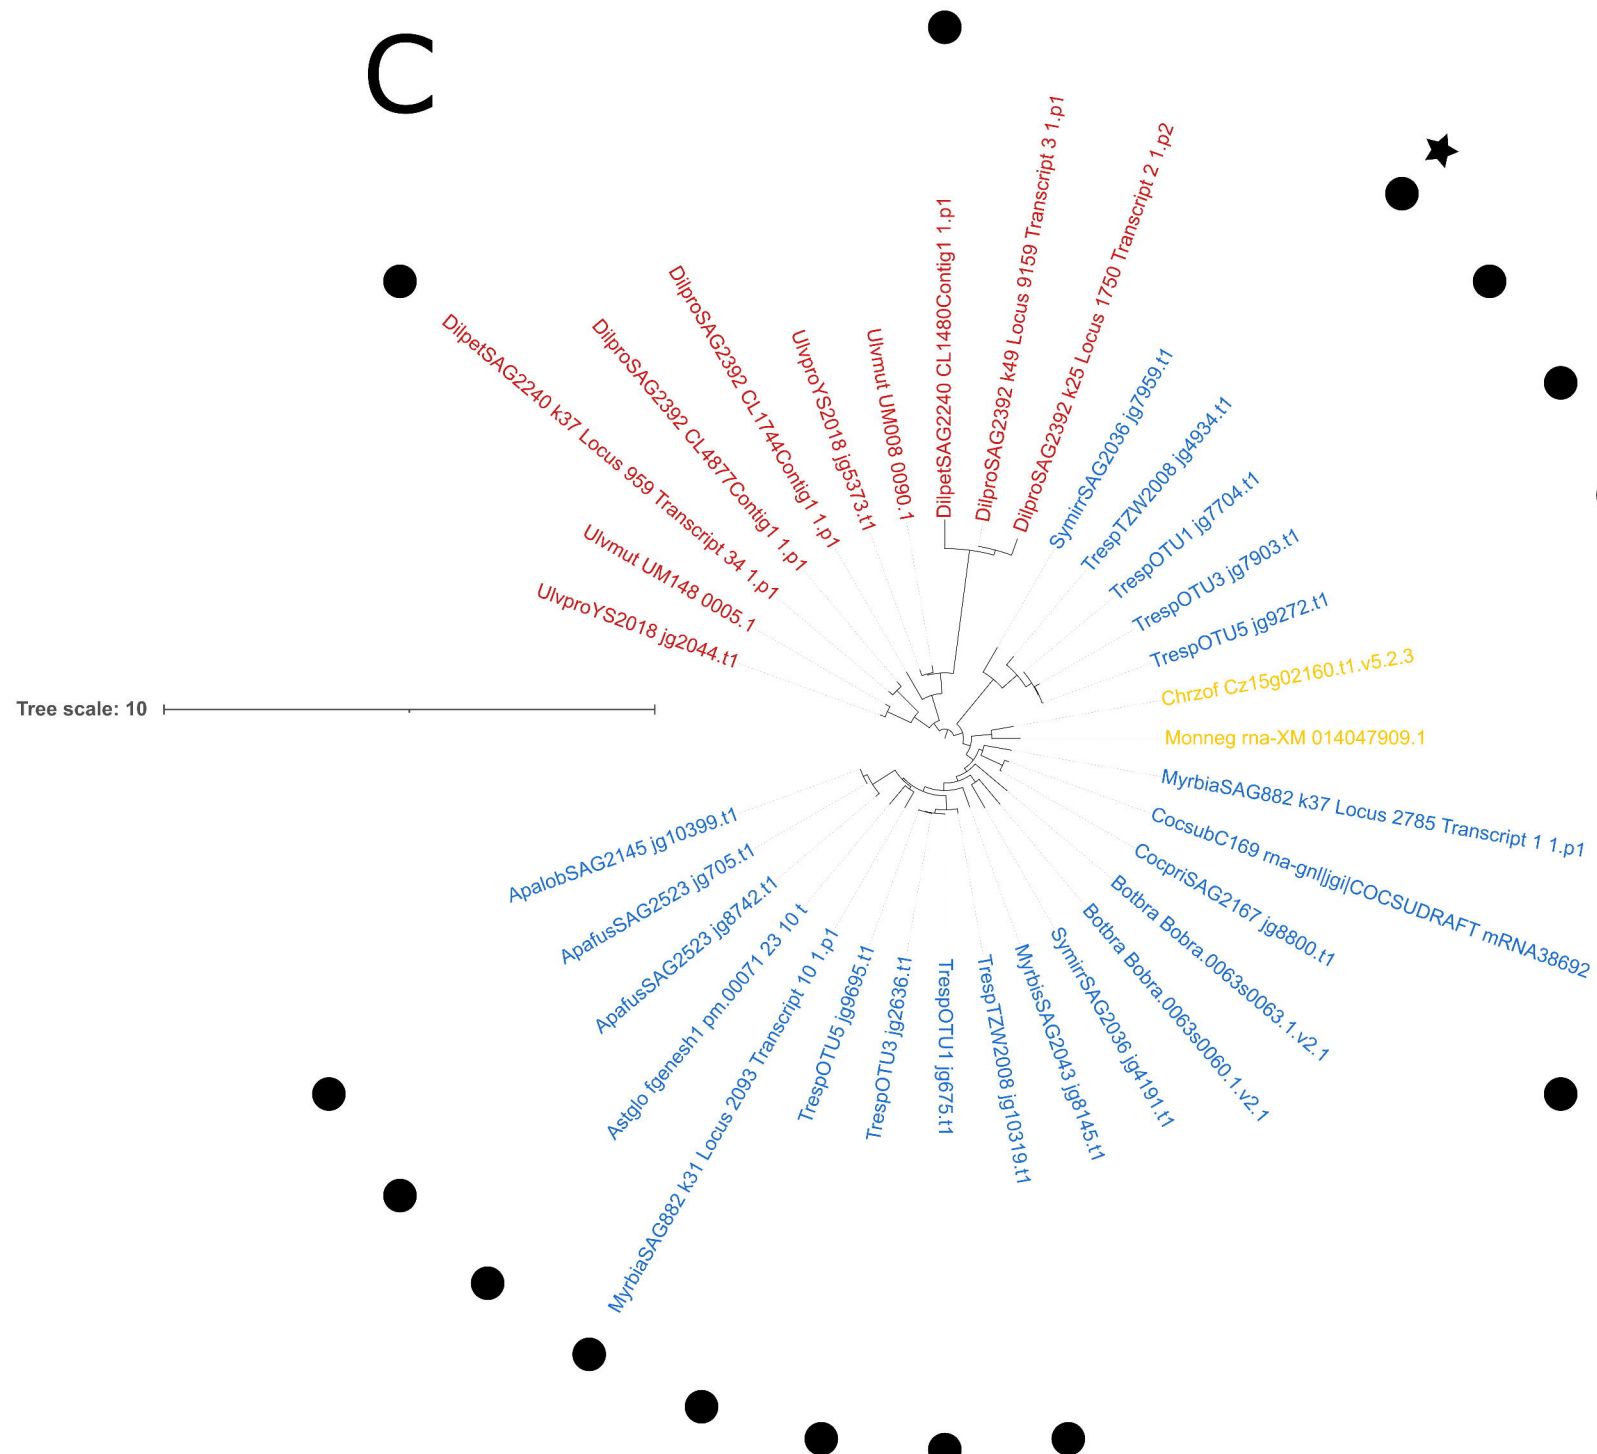 C
Tree scale: 10
UlvproYS2018 jg2044.t1
Ulvmut UM148 0005.1
DilpetSAG2240 k37 Locus 959 Transcript 34 1.p1
DilproSAG2392 CL4877Contig1 1.p1
DilproSAG2392 CL1744Contig1 1.p1
UlvproYS2018 jg5373.t1
Ulvmut UM008 0090.1
DilpetSAG2240 CL1480Contig1 1.p1
DilproSAG2392 k49 Locus 9159 Transcript 3 1.p1
DilproSAG2392 k25 Locus 1750 Transcript 2 1.p2
SymirrSAG2036 jg7959.t1
TrespTZW2008 jg4934.t1
TrespOTU1 jg7704.t1
TrespOTU3 jg7903.t1
TrespOTU5 jg9272.t1
Chrzof Cz15g02160.t1.v5.2.3
Monneg rna-XM 014047909.1
MyrbiaSAG882 k37 Locus 2785 Transcript 1 1.p1
CocsubC169 rna-gnl|jgi|COCSUDRAFT mRNA38692
CocpriSAG2167 jg8800.t1
Botbra Bobra.0063s0063.1.v2.1
Botbra Bobra.0063s0060.1.v2.1
SymirrSAG2036 jg4191.t1
MyrbisSAG2043 jg8145.t1
TrespTZW2008 jg10319.t1
TrespOTU1 jg675.t1
TrespOTU3 jg2636.t1
TrespOTU5 jg9695.t1
MyrbiaSAG882 k31 Locus 2093 Transcript 10 1.p1
Astglo fgenesh1 pm.00071 23 10 t
ApafusSAG2523 jg8742.t1
ApafusSAG2523 jg705.t1
ApalobSAG2145 jg10399.t1